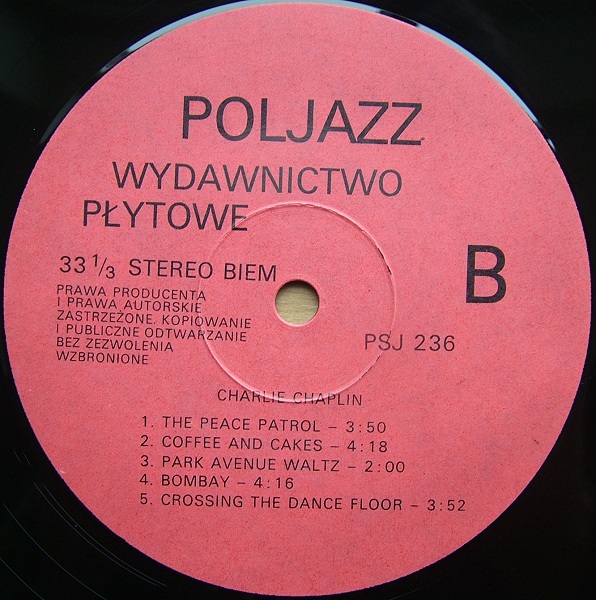 POLJAZZ
WYDAWNICTWO
PŁYTOWE
33 1/3 STEREO BIEM
B
PRAWA PRODUCENTA
I PRAWA AUTORSKIE
ZASTRZEŻONE. KOPIOWANIE
I PUBLICZNE ODTWARZANIE
BEZ ZEZWOLENIA
WZBRONIONE
PSJ 236
CHARLIE CHAPLIN
1. THE PEACE PATROL – 3:50
2. COFFEE AND CAKES – 4:18
3. PARK AVENUE WALTZ – 2:00
4. BOMBAY – 4:16
5. CROSSING THE DANCE FLOOR – 3:52